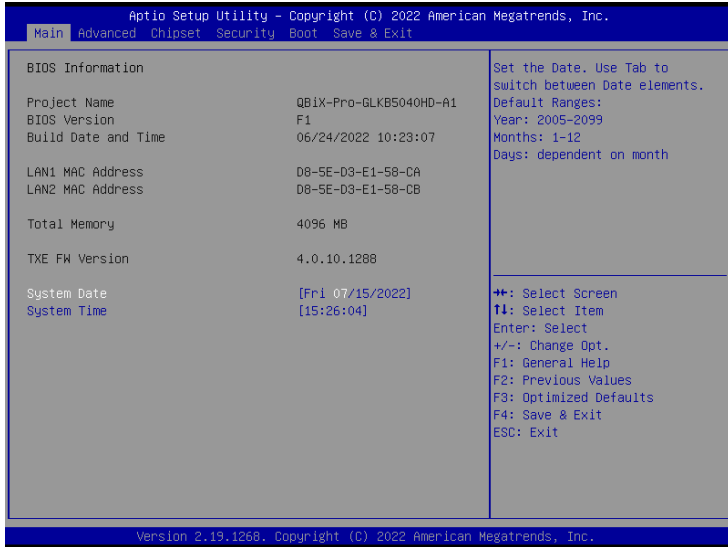 Aptio Setup Utility – Copyright (C) 2022 American Megatrends, Inc.
Main Advanced Chipset Security Boot Save & Exit
BIOS Information
Project Name QBiX-Pro-GLKB5040HD-A1
BIOS Version F1
Build Date and Time 06/24/2022 10:23:07
LAN1 MAC Address D8-5E-D3-E1-58-CA
LAN2 MAC Address D8-5E-D3-E1-58-CB
Total Memory 4096 MB
TXE FW Version 4.0.10.1288
System Date [Fri 07/15/2022]
System Time [15:26:04]
Set the Date. Use Tab to
switch between Date elements.
Default Ranges:
Year: 2005-2099
Months: 1-12
Days: dependent on month
→←: Select Screen
↑↓: Select Item
Enter: Select
+/-: Change Opt.
F1: General Help
F2: Previous Values
F3: Optimized Defaults
F4: Save & Exit
ESC: Exit
Version 2.19.1268. Copyright (C) 2022 American Megatrends, Inc.